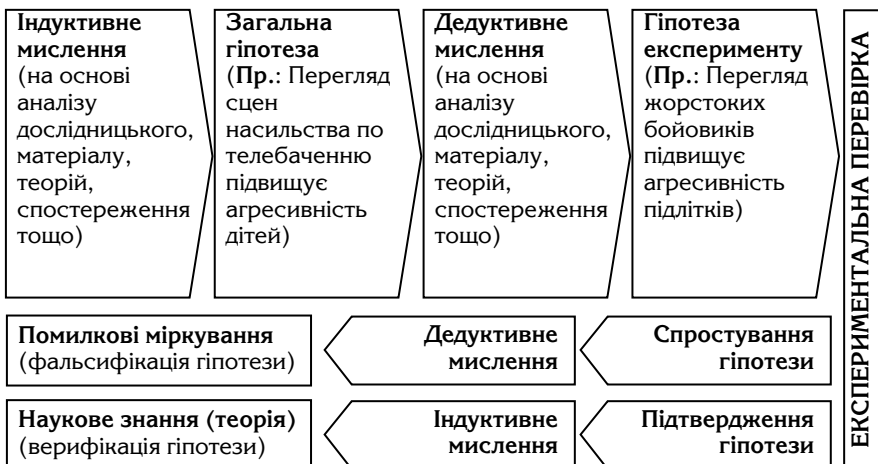 Індуктивне
мислення
(на основі
аналізу
дослідницького,
матеріалу,
теорій,
спостереження
тощо)
Загальна
гіпотеза
(Пр.: Перегляд
сцен
насильства по
телебаченню
підвищує
агресивність
дітей)
Дедуктивне
мислення
(на основі
аналізу
дослідницького,
матеріалу,
теорій,
спостереження
тощо)
Гіпотеза
експерименту
(Пр.: Перегляд
жорстоких
бойовиків
підвищує
агресивність
підлітків)
ЕКСПЕРИМЕНТАЛЬНА ПЕРЕВІРКА
Помилкові міркування
(фальсифікація гіпотези)
Дедуктивне
мислення
Спростування
гіпотези
Наукове знання (теорія)
(верифікація гіпотези)
Індуктивне
мислення
Підтвердження
гіпотези